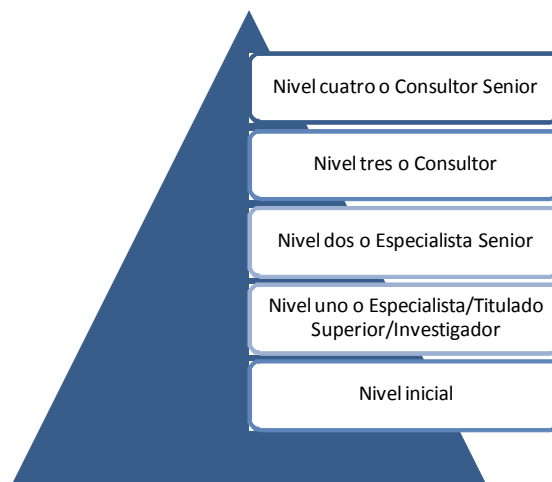 Nivel cuatro o Consultor Senior
Nivel tres o Consultor
Nivel dos o Especialista Senior
Nivel uno o Especialista/Titulado
Superior/Investigador
Nivel inicial